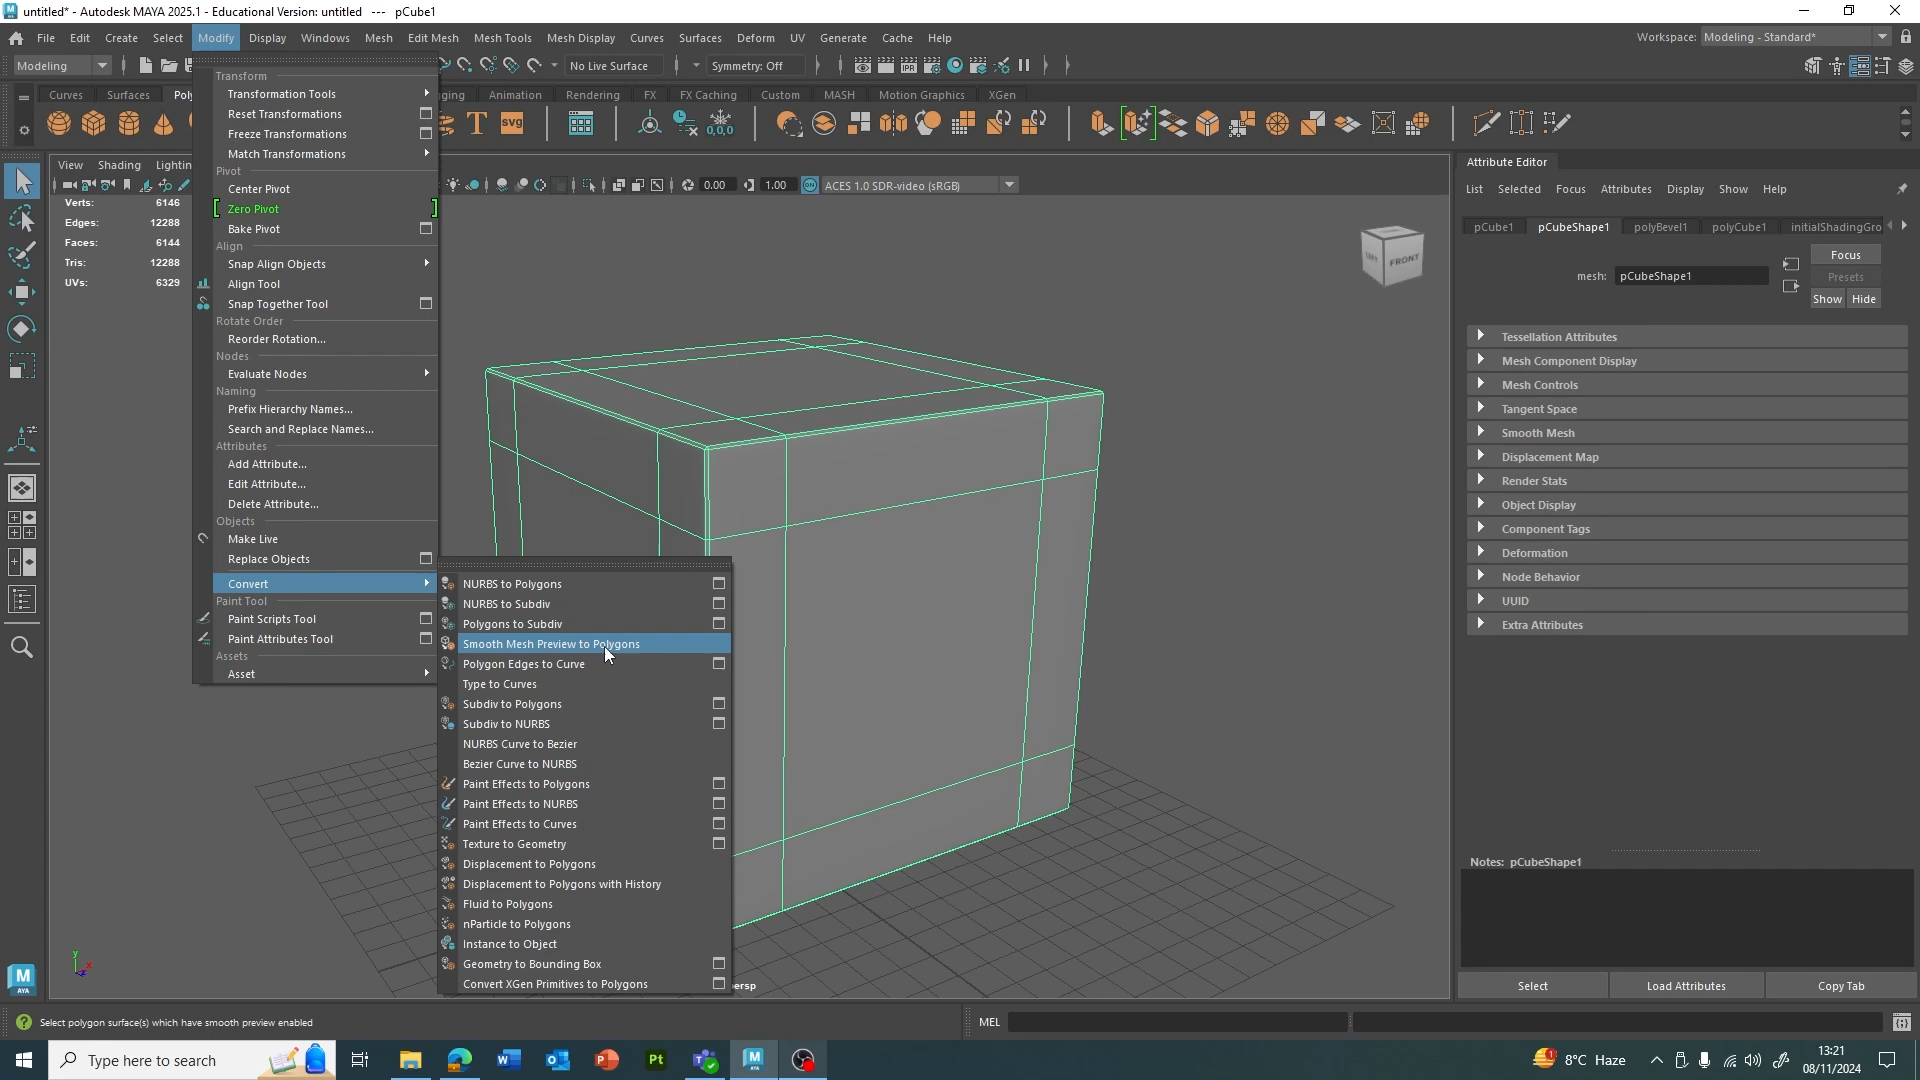 untitled* - Autodesk MAYA 2025.1 - Educational Version: untitled --- pCube1
File Edit Create Select Modify Display Windows Mesh Edit Mesh Mesh Tools Mesh Display Curves Surfaces Deform UV Generate Cache Help
Workspace: Modeling - Standard*
Modeling
No Live Surface
Symmetry: Off
IPR
Curves Surfaces Poly
ging Animation Rendering FX FX Caching Custom MASH Motion Graphics XGen
T svg
0,0,0
View Shading Lightin
0.00 1.00 ACES 1.0 SDR-video (sRGB)
Verts: 6146
Edges: 12288
Faces: 6144
Tris: 12288
UVs: 6329
Transform
Transformation Tools
Reset Transformations
Freeze Transformations
Match Transformations
Pivot
Center Pivot
Zero Pivot
Bake Pivot
Align
Snap Align Objects
Align Tool
Snap Together Tool
Rotate Order
Reorder Rotation...
Nodes
Evaluate Nodes
Naming
Prefix Hierarchy Names...
Search and Replace Names...
Attributes
Add Attribute...
Edit Attribute...
Delete Attribute...
Objects
Make Live
Replace Objects
Convert
Paint Tool
Paint Scripts Tool
Paint Attributes Tool
Assets
Asset
NURBS to Polygons
NURBS to Subdiv
Polygons to Subdiv
Smooth Mesh Preview to Polygons
Polygon Edges to Curve
Type to Curves
Subdiv to Polygons
Subdiv to NURBS
NURBS Curve to Bezier
Bezier Curve to NURBS
Paint Effects to Polygons
Paint Effects to NURBS
Paint Effects to Curves
Texture to Geometry
Displacement to Polygons
Displacement to Polygons with History
Fluid to Polygons
nParticle to Polygons
Instance to Object
Geometry to Bounding Box
Convert XGen Primitives to Polygons
LEFT FRONT
y
x
z
ersp
M
AYA
Attribute Editor
List Selected Focus Attributes Display Show Help
pCube1 pCubeShape1 polyBevel1 polyCube1 initialShadingGro
mesh: pCubeShape1
Focus
Presets
Show Hide
Tessellation Attributes
Mesh Component Display
Mesh Controls
Tangent Space
Smooth Mesh
Displacement Map
Render Stats
Object Display
Component Tags
Deformation
Node Behavior
UUID
Extra Attributes
Notes: pCubeShape1
Select Load Attributes Copy Tab
Select polygon surface(s) which have smooth preview enabled
MEL
Type here to search
Pt
8°C Haze
13:21
08/11/2024